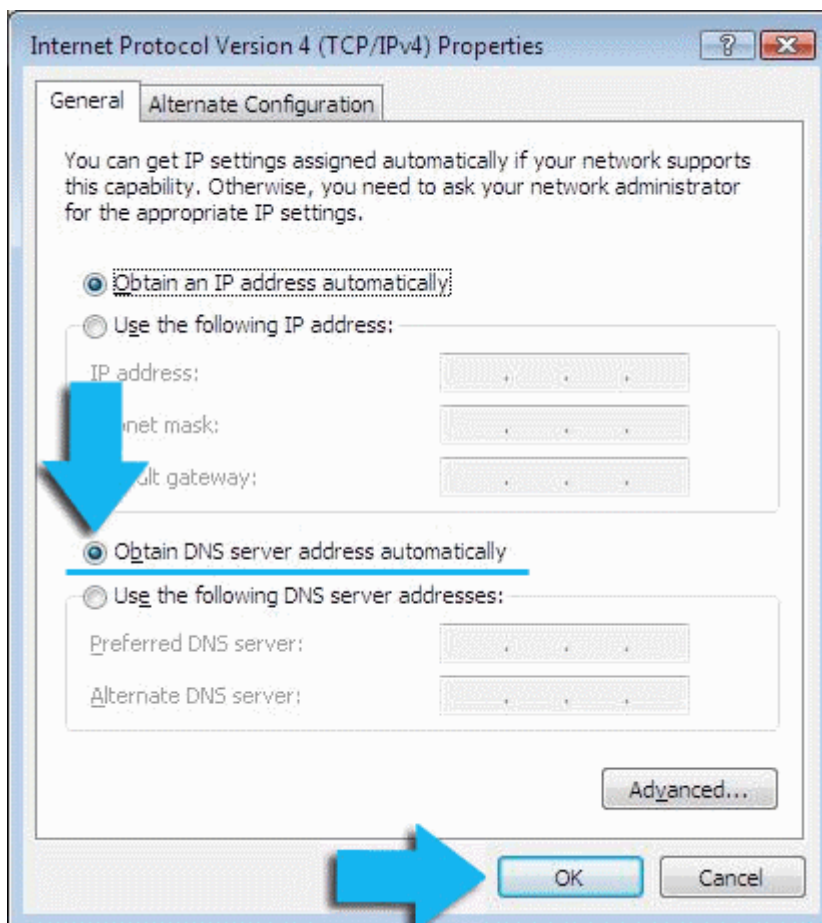 Internet Protocol Version 4 (TCP/IPv4) Properties
General
Alternate Configuration
You can get IP settings assigned automatically if your network supports
this capability. Otherwise, you need to ask your network administrator
for the appropriate IP settings.
Obtain an IP address automatically
Use the following IP address:
IP address:
mask:
gateway:
Obtain DNS server address automatically
Use the following DNS server addresses:
Preferred DNS server:
Alternate DNS server:
Advanced...
OK
Cancel